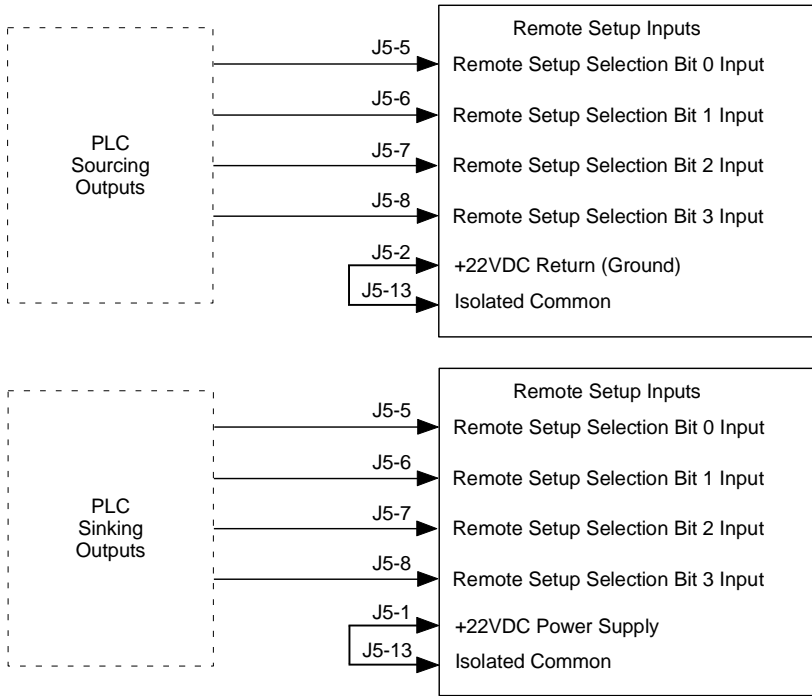 Remote Setup Inputs
J5-5
Remote Setup Selection Bit 0 Input
J5-6
Remote Setup Selection Bit 1 Input
PLC
Sourcing
Outputs
J5-7
Remote Setup Selection Bit 2 Input
J5-8
Remote Setup Selection Bit 3 Input
J5-2
+22VDC Return (Ground)
J5-13
Isolated Common
Remote Setup Inputs
J5-5
Remote Setup Selection Bit 0 Input
J5-6
Remote Setup Selection Bit 1 Input
PLC
Sinking
Outputs
J5-7
Remote Setup Selection Bit 2 Input
J5-8
Remote Setup Selection Bit 3 Input
J5-1
+22VDC Power Supply
J5-13
Isolated Common